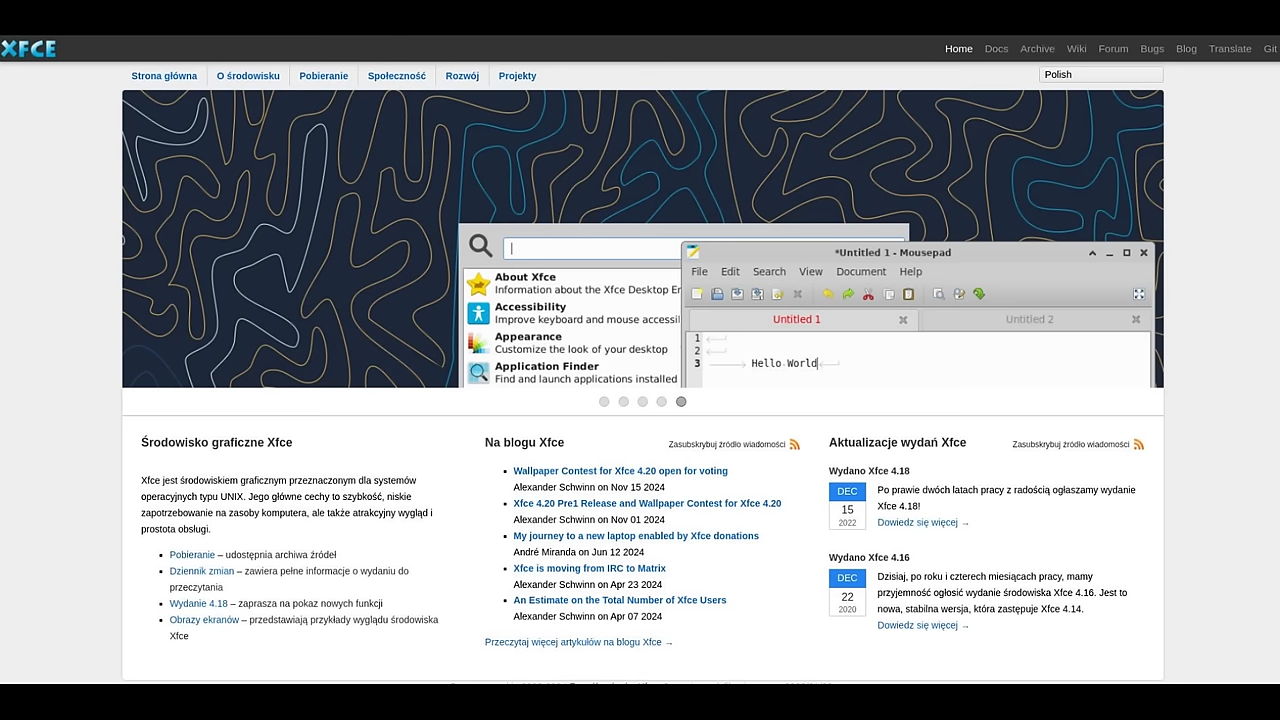 XFCE
Home Docs Archive Wiki Forum Bugs Blog Translate Git
Strona główna O środowisku Pobieranie Społeczność Rozwój Projekty
Polish
About Xfce
Information about the Xfce Desktop En
Accessibility
Improve keyboard and mouse accessil
Appearance
Customize the look of your desktop
Application Finder
Find and launch applications installed
*Untitled 1 - Mousepad
File Edit Search View Document Help
Untitled 1 Untitled 2
1
2
3 Hello World
Środowisko graficzne Xfce
Xfce jest środowiskiem graficznym przeznaczonym dla systemów
operacyjnych typu UNIX. Jego główne cechy to szybkość, niskie
zapotrzebowanie na zasoby komputera, ale także atrakcyjny wygląd i
prostota obsługi.
Pobieranie – udostępnia archiwa źródeł
Dziennik zmian – zawiera pełne informacje o wydaniu do
przeczytania
Wydanie 4.18 – zaprasza na pokaz nowych funkcji
Obrazy ekranów – przedstawiają przykłady wyglądu środowiska
Xfce
Na blogu Xfce
Zasubskrybuj źródło wiadomości
Wallpaper Contest for Xfce 4.20 open for voting
Alexander Schwinn on Nov 15 2024
Xfce 4.20 Pre1 Release and Wallpaper Contest for Xfce 4.20
Alexander Schwinn on Nov 01 2024
My journey to a new laptop enabled by Xfce donations
André Miranda on Jun 12 2024
Xfce is moving from IRC to Matrix
Alexander Schwinn on Apr 23 2024
An Estimate on the Total Number of Xfce Users
Alexander Schwinn on Apr 07 2024
Przeczytaj więcej artykułów na blogu Xfce →
Aktualizacje wydań Xfce
Zasubskrybuj źródło wiadomości
Wydano Xfce 4.18
DEC
15
2022
Po prawie dwóch latach pracy z radością ogłaszamy wydanie
Xfce 4.18!
Dowiedz się więcej →
Wydano Xfce 4.16
DEC
22
2020
Dzisiaj, po roku i czterech miesiącach pracy, mamy
przyjemność ogłosić wydanie środowiska Xfce 4.16. Jest to
nowa, stabilna wersja, która zastępuje Xfce 4.14.
Dowiedz się więcej →